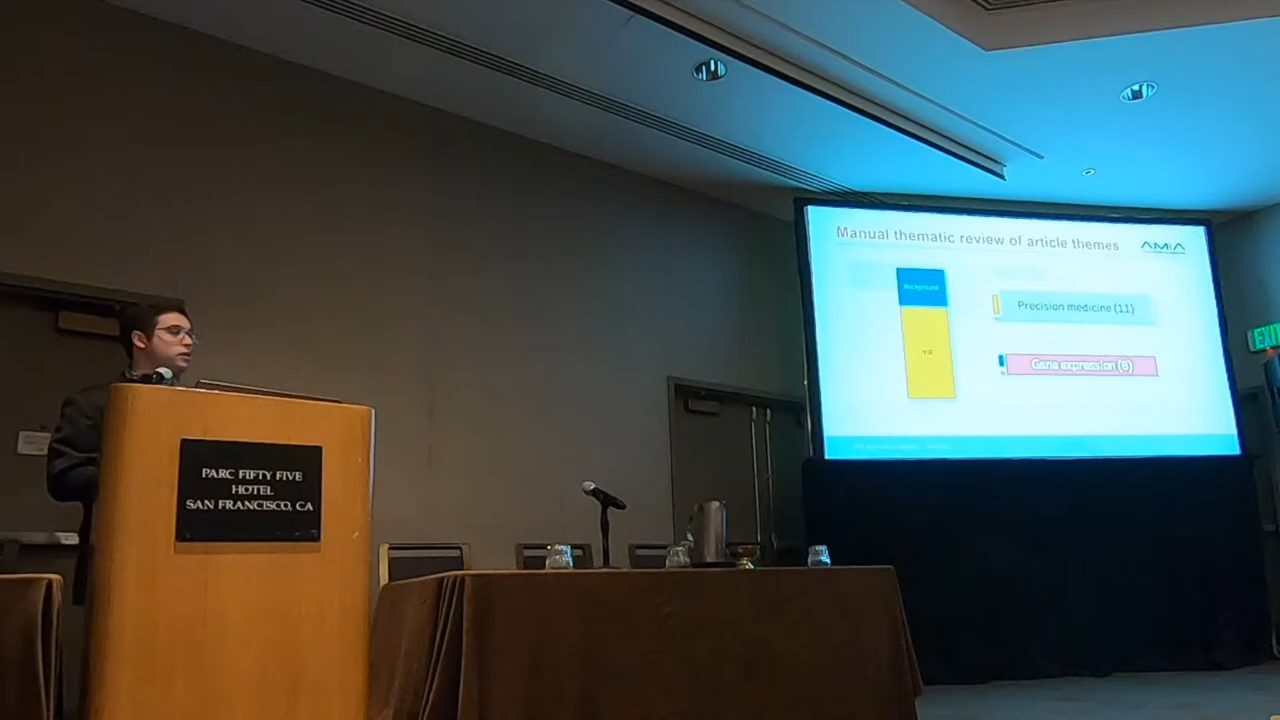 Manual thematic review of article themes
AMIA
Background
Precision medicine (11)
Gene expression (8)
EXIT
PARC FIFTY FIVE
HOTEL
SAN FRANCISCO, CA